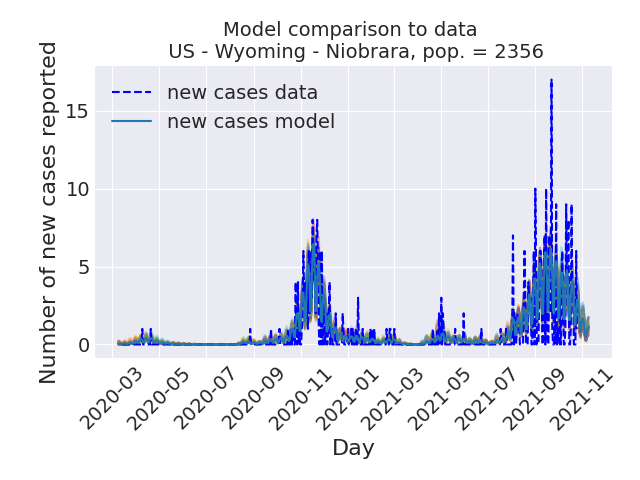 Model comparison to data
US - Wyoming - Niobrara, pop. = 2356
Number of new cases reported
new cases data
new cases model
15
10
5
0
2020-03
2020-05
2020-07
2020-09
2020-11
2021-01
2021-03
2021-05
2021-07
2021-09
2021-11
Day